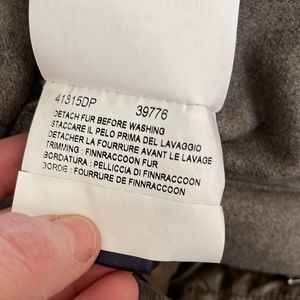 41315DP 39776
DETACH FUR BEFORE WASHING
STACCARE IL PELO PRIMA DEL LAVAGGIO
DETACHER LA FOURRURE AVANT LE LAVAGE
TRIMMING : FINNRACCOON FUR
BORDATURA : PELLICCIA DI FINNRACCOON
BORDIE : FOURRURE DE FINNRACCOON